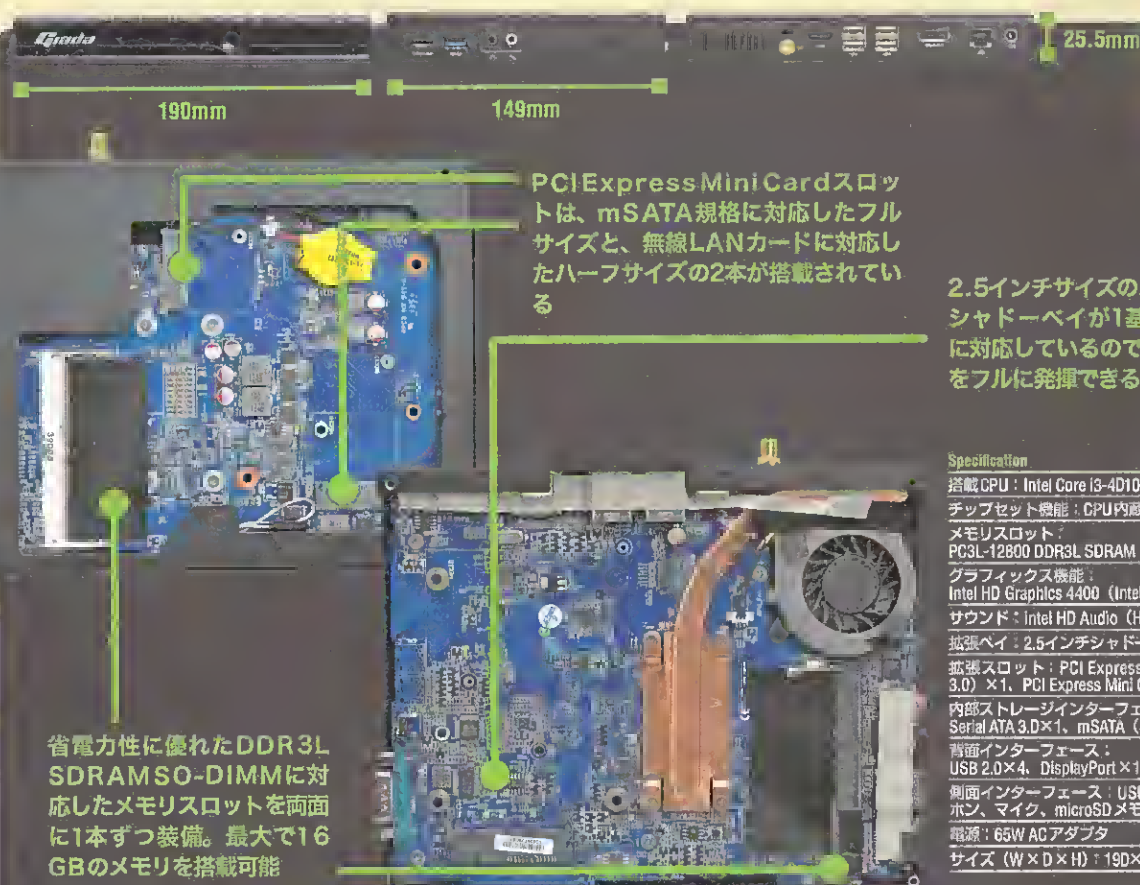 Giada
25.5mm
190mm
149mm
PCI Express Mini Cardスロッ
トは、mSATA規格に対応したフル
サイズと、無線LANカードに対応し
たハーフサイズの2本が搭載されてい
る
2.5インチサイズの
シャドーベイが1基
に対応しているので
をフルに発揮できる
省電力性に優れたDDR3L
SDRAM SO-DIMMに対
応したメモリスロットを両面
に1本ずつ装備。最大で16
GBのメモリを搭載可能
Specification
搭載CPU：Intel Core i3-4010
チップセット機能：CPU内蔵
メモリスロット：
PC3L-12800 DDR3L SDRAM
グラフィックス機能：
Intel HD Graphics 4400（Intel
サウンド：Intel HD Audio（H
拡張ベイ：2.5インチシャド
拡張スロット：PCI Express
3.0）×1、PCI Express Mini C
内部ストレージインターフェ
Serial ATA 3.0×1、mSATA（
背面インターフェース：
USB 2.0×4、DisplayPort×1
側面インターフェース：USB
ホン、マイク、microSDメモ
電源：65W ACアダプタ
サイズ（W×D×H）：190×